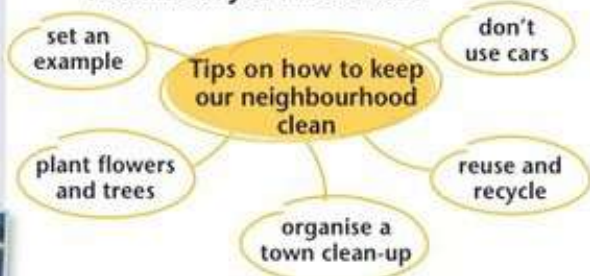 set an
example
don't
use cars
Tips on how to keep
our neighbourhood
clean
plant flowers
and trees
reuse and
recycle
organise a
town clean-up